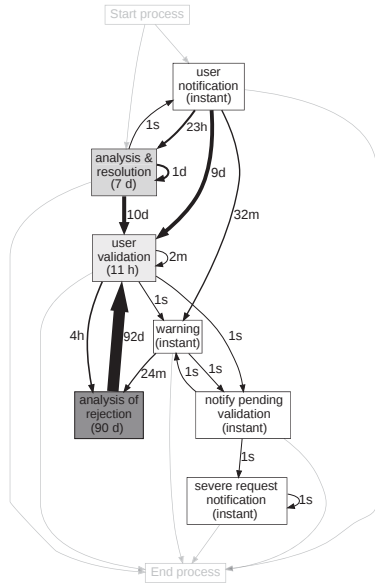 Start process
user
notification
(instant)
1s
23h
analysis &
resolution
(7 d)
1d
9d
10d
32m
user
validation
(11 h)
2m
1s
warning
(instant)
4h
92d
1s
24m
1s
1s
analysis of
rejection
(90 d)
notify pending
validation
(instant)
1s
severe request
notification
(instant)
1s
End process